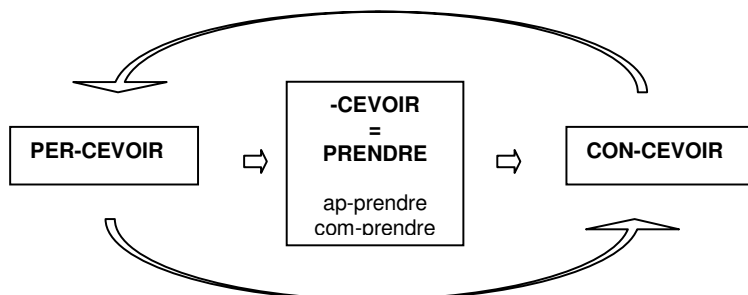 PER-CEVOIR
-CEVOIR
=
PRENDRE
ap-prendre
com-prendre
CON-CEVOIR